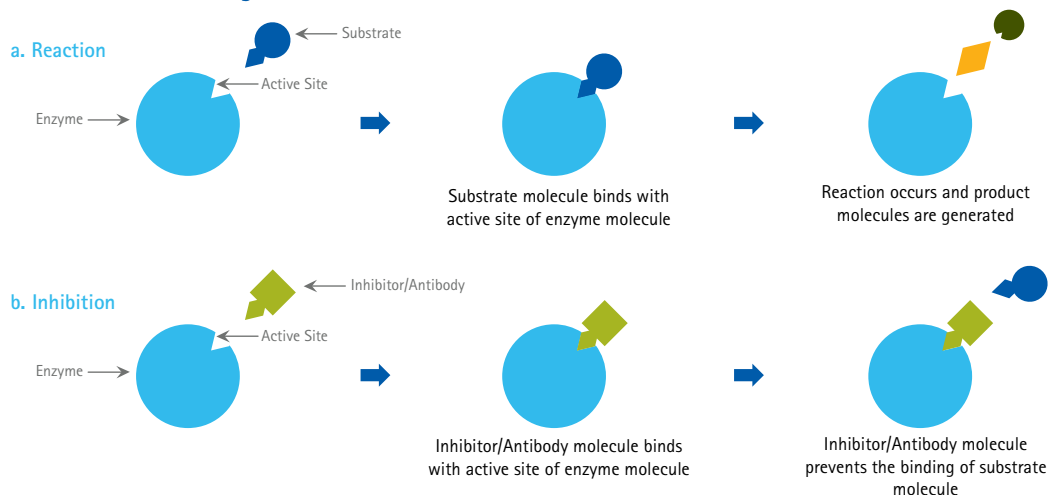 a. Reaction
Substrate
Active Site
Enzyme
Substrate molecule binds with
active site of enzyme molecule
Reaction occurs and product
molecules are generated
b. Inhibition
Inhibitor/Antibody
Active Site
Enzyme
Inhibitor/Antibody molecule binds
with active site of enzyme molecule
Inhibitor/Antibody molecule
prevents the binding of substrate
molecule